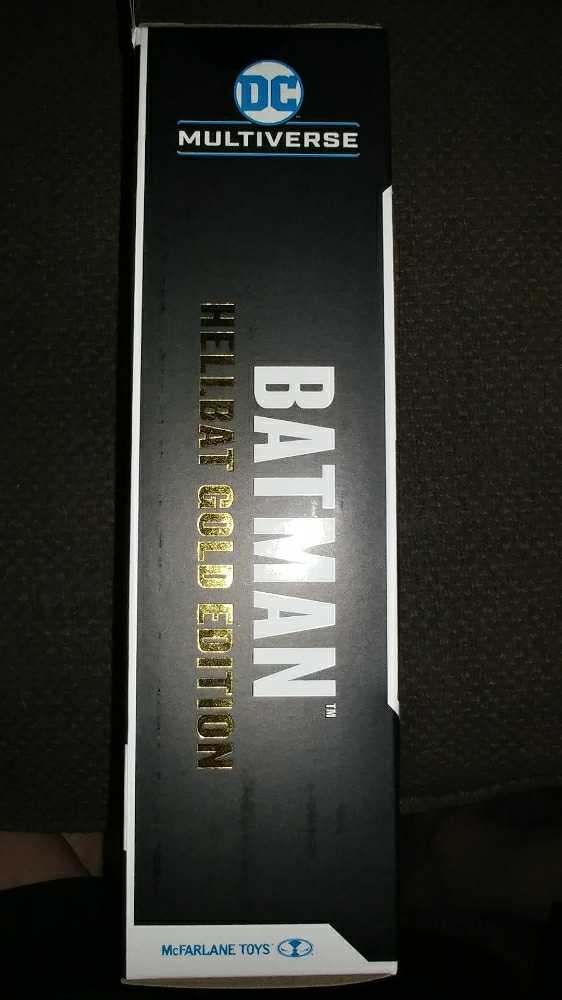 DC
MULTIVERSE
BATMAN™
HELLBAT GOLD EDITION
McFARLANE TOYS